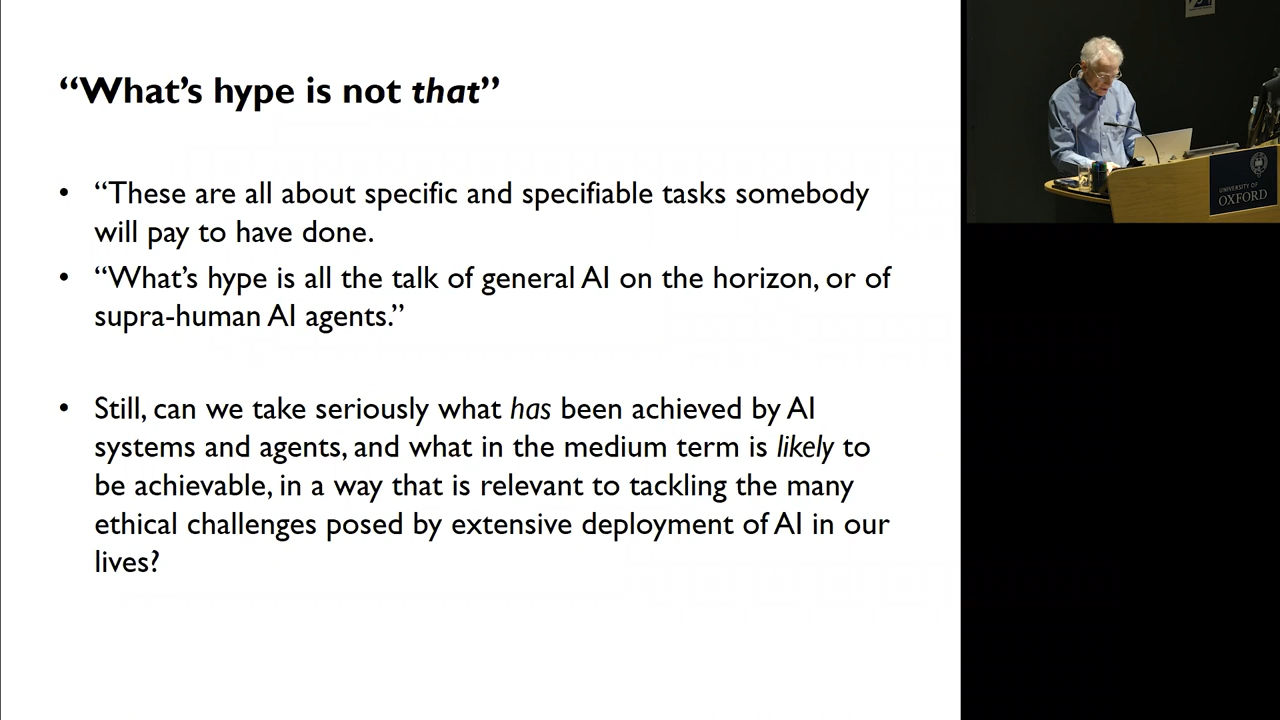 “What’s hype is not that”
• “These are all about specific and specifiable tasks somebody
will pay to have done.
• “What’s hype is all the talk of general AI on the horizon, or of
supra-human AI agents.”
• Still, can we take seriously what has been achieved by AI
systems and agents, and what in the medium term is likely to
be achievable, in a way that is relevant to tackling the many
ethical challenges posed by extensive deployment of AI in our
lives?
UNIVERSITY OF
OXFORD